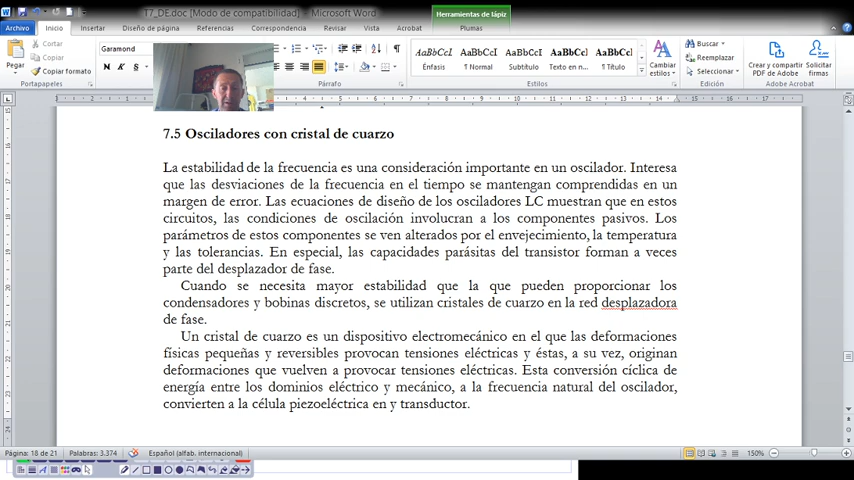 T7_DE.doc [Modo de compatibilidad] - Microsoft Word
Herramientas de lápiz
Archivo Inicio Insertar Diseño de página Referencias Correspondencia Revisar Vista Acrobat Plumas
Cortar
Copiar
Copiar formato
Pegar
Portapapeles
Garamond
N K S
Párrafo
AaBbCcI AaBbCcI AaBbCcI AaBbCcI AaBbCcI
Énfasis ¶ Normal Subtítulo Texto en n... ¶ Título
Estilos
Cambiar estilos
Buscar
Reemplazar
Seleccionar
Edición
Crear y compartir PDF de Adobe
Solicitar firmas
Adobe Acrobat
7.5 Osciladores con cristal de cuarzo
La estabilidad de la frecuencia es una consideración importante en un oscilador. Interesa
que las desviaciones de la frecuencia en el tiempo se mantengan comprendidas en un
margen de error. Las ecuaciones de diseño de los osciladores LC muestran que en estos
circuitos, las condiciones de oscilación involucran a los componentes pasivos. Los
parámetros de estos componentes se ven alterados por el envejecimiento, la temperatura
y las tolerancias. En especial, las capacidades parásitas del transistor forman a veces
parte del desplazador de fase.
Cuando se necesita mayor estabilidad que la que pueden proporcionar los
condensadores y bobinas discretos, se utilizan cristales de cuarzo en la red desplazadora
de fase.
Un cristal de cuarzo es un dispositivo electromecánico en el que las deformaciones
físicas pequeñas y reversibles provocan tensiones eléctricas y éstas, a su vez, originan
deformaciones que vuelven a provocar tensiones eléctricas. Esta conversión cíclica de
energía entre los dominios eléctrico y mecánico, a la frecuencia natural del oscilador,
convierten a la célula piezoeléctrica en y transductor.
Página: 18 de 21 Palabras: 3.374 Español (alfab. internacional) 150%